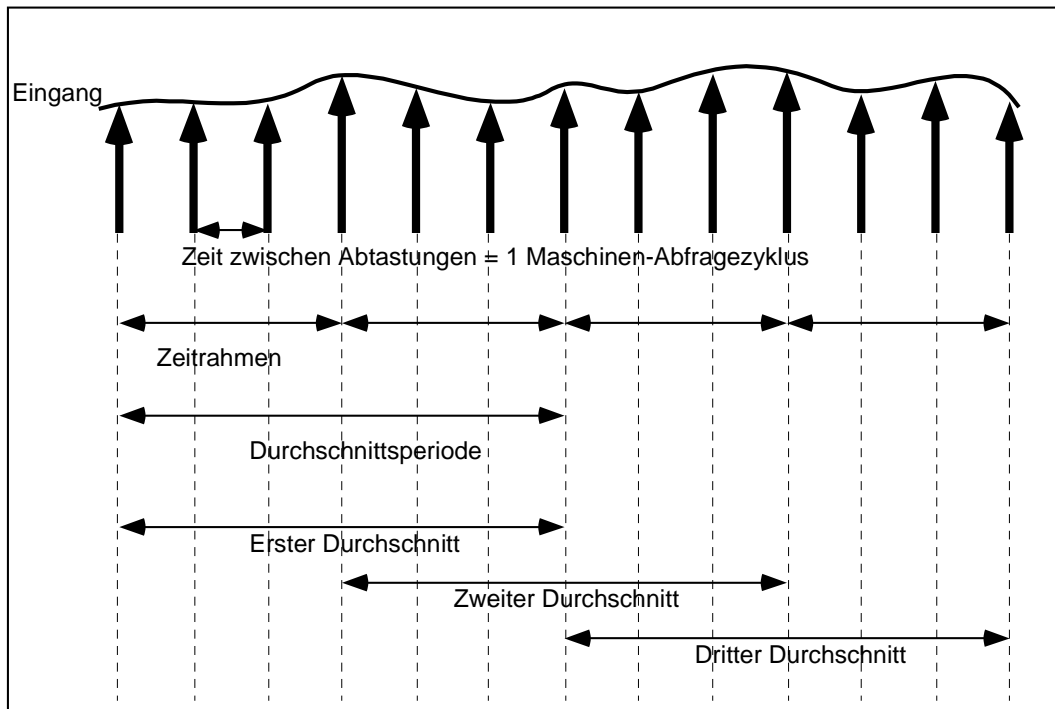 Eingang
Zeit zwischen Abtastungen = 1 Maschinen-Abfragezyklus
Zeitrahmen
Durchschnittsperiode
Erster Durchschnitt
Zweiter Durchschnitt
Dritter Durchschnitt